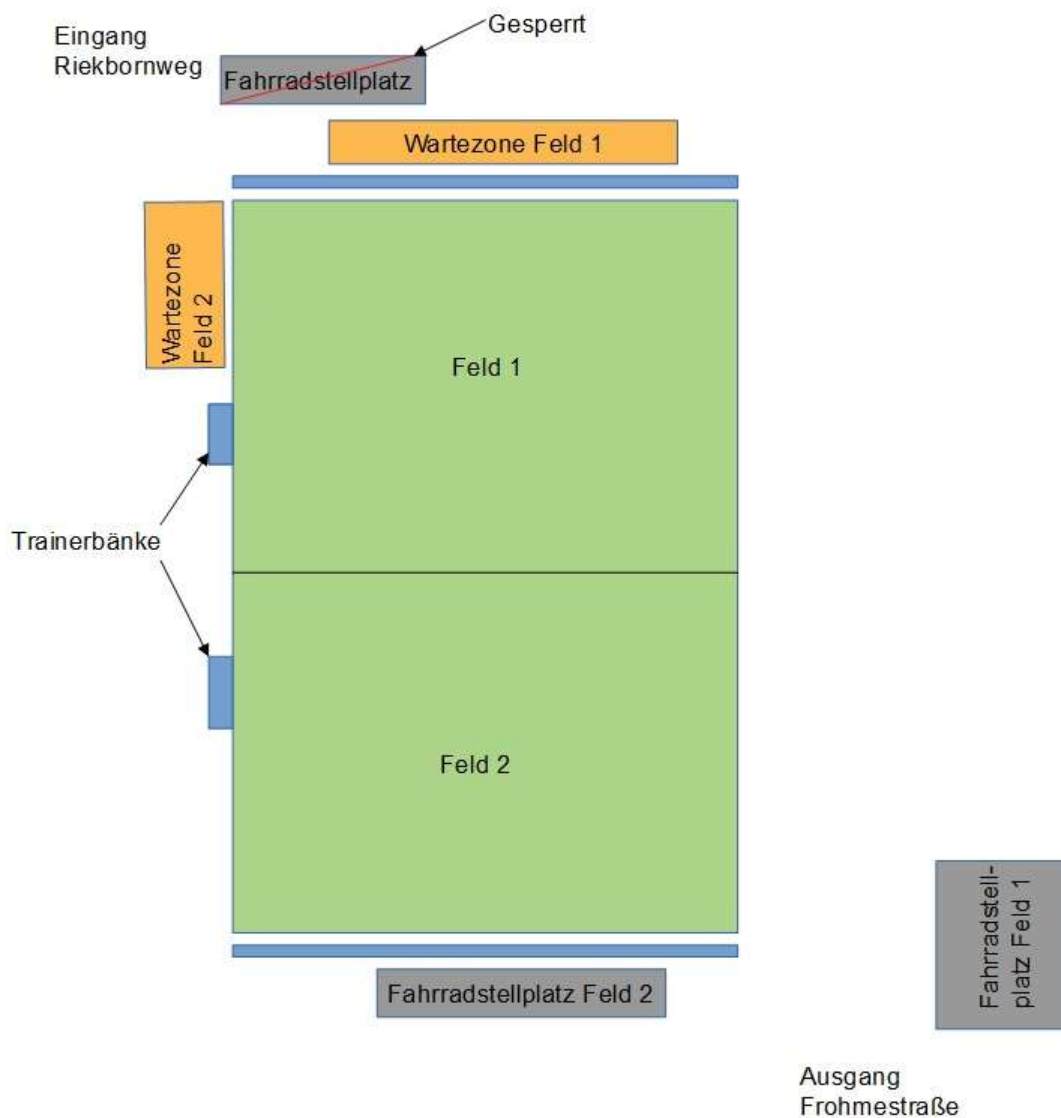 Eingang
Riekbornweg
Gesperrt
Fahrradstellplatz
Wartezone Feld 1
Wartezone
Feld 2
Feld 1
Trainerbänke
Feld 2
Fahrradstell-
platz Feld 1
Fahrradstellplatz Feld 2
Ausgang
Frohmestraße